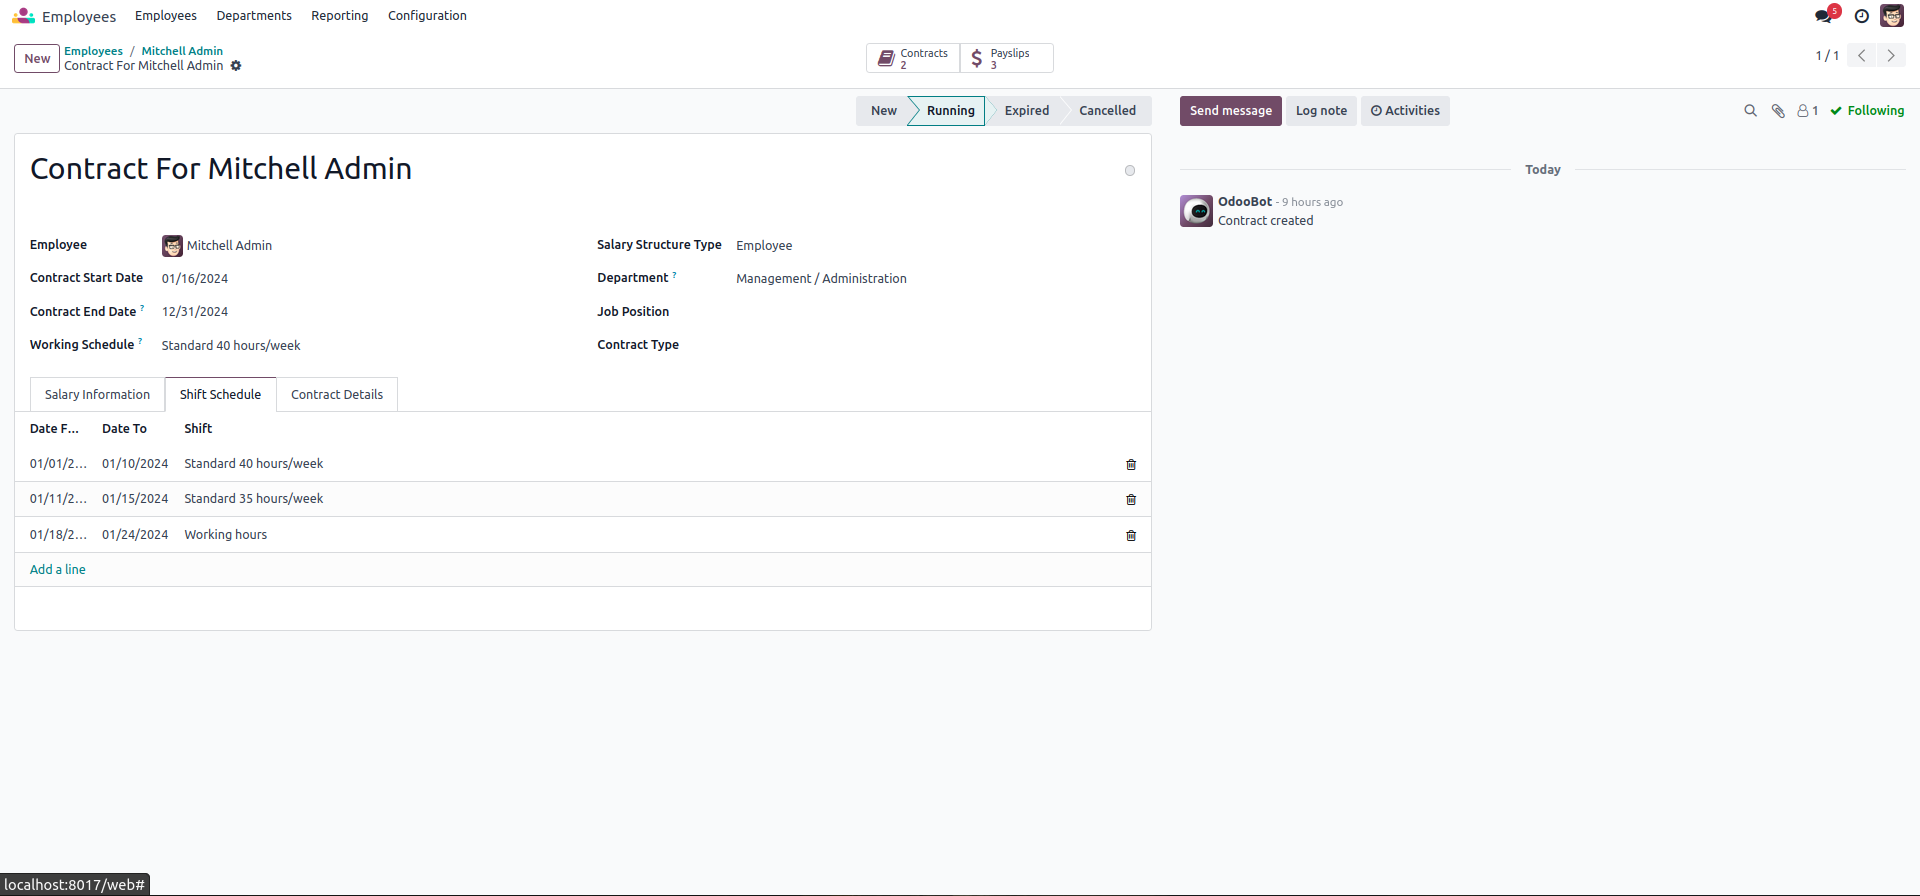 Employees Employees Departments Reporting Configuration 5
New Employees / Mitchell Admin
Contract For Mitchell Admin
Contracts 2 Payslips 3
1 / 1
New Running Expired Cancelled
Send message Log note Activities 1 Following
Contract For Mitchell Admin
Employee Mitchell Admin
Contract Start Date 01/16/2024
Contract End Date ? 12/31/2024
Working Schedule ? Standard 40 hours/week
Salary Structure Type Employee
Department ? Management / Administration
Job Position
Contract Type
Salary Information Shift Schedule Contract Details
Date F... Date To Shift
01/01/2... 01/10/2024 Standard 40 hours/week
01/11/2... 01/15/2024 Standard 35 hours/week
01/18/2... 01/24/2024 Working hours
Add a line
Today
OdooBot - 9 hours ago
Contract created
localhost:8017/web#